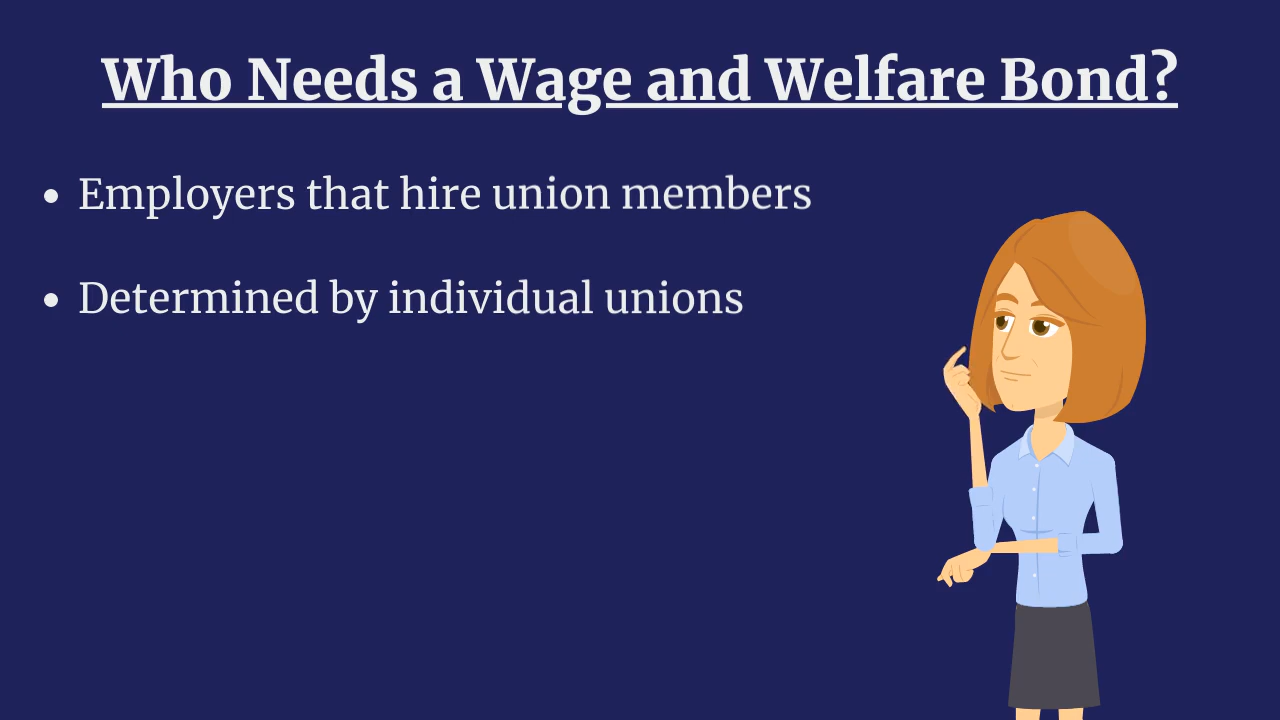 Who Needs a Wage and Welfare Bond?
• Employers that hire union members
• Determined by individual unions